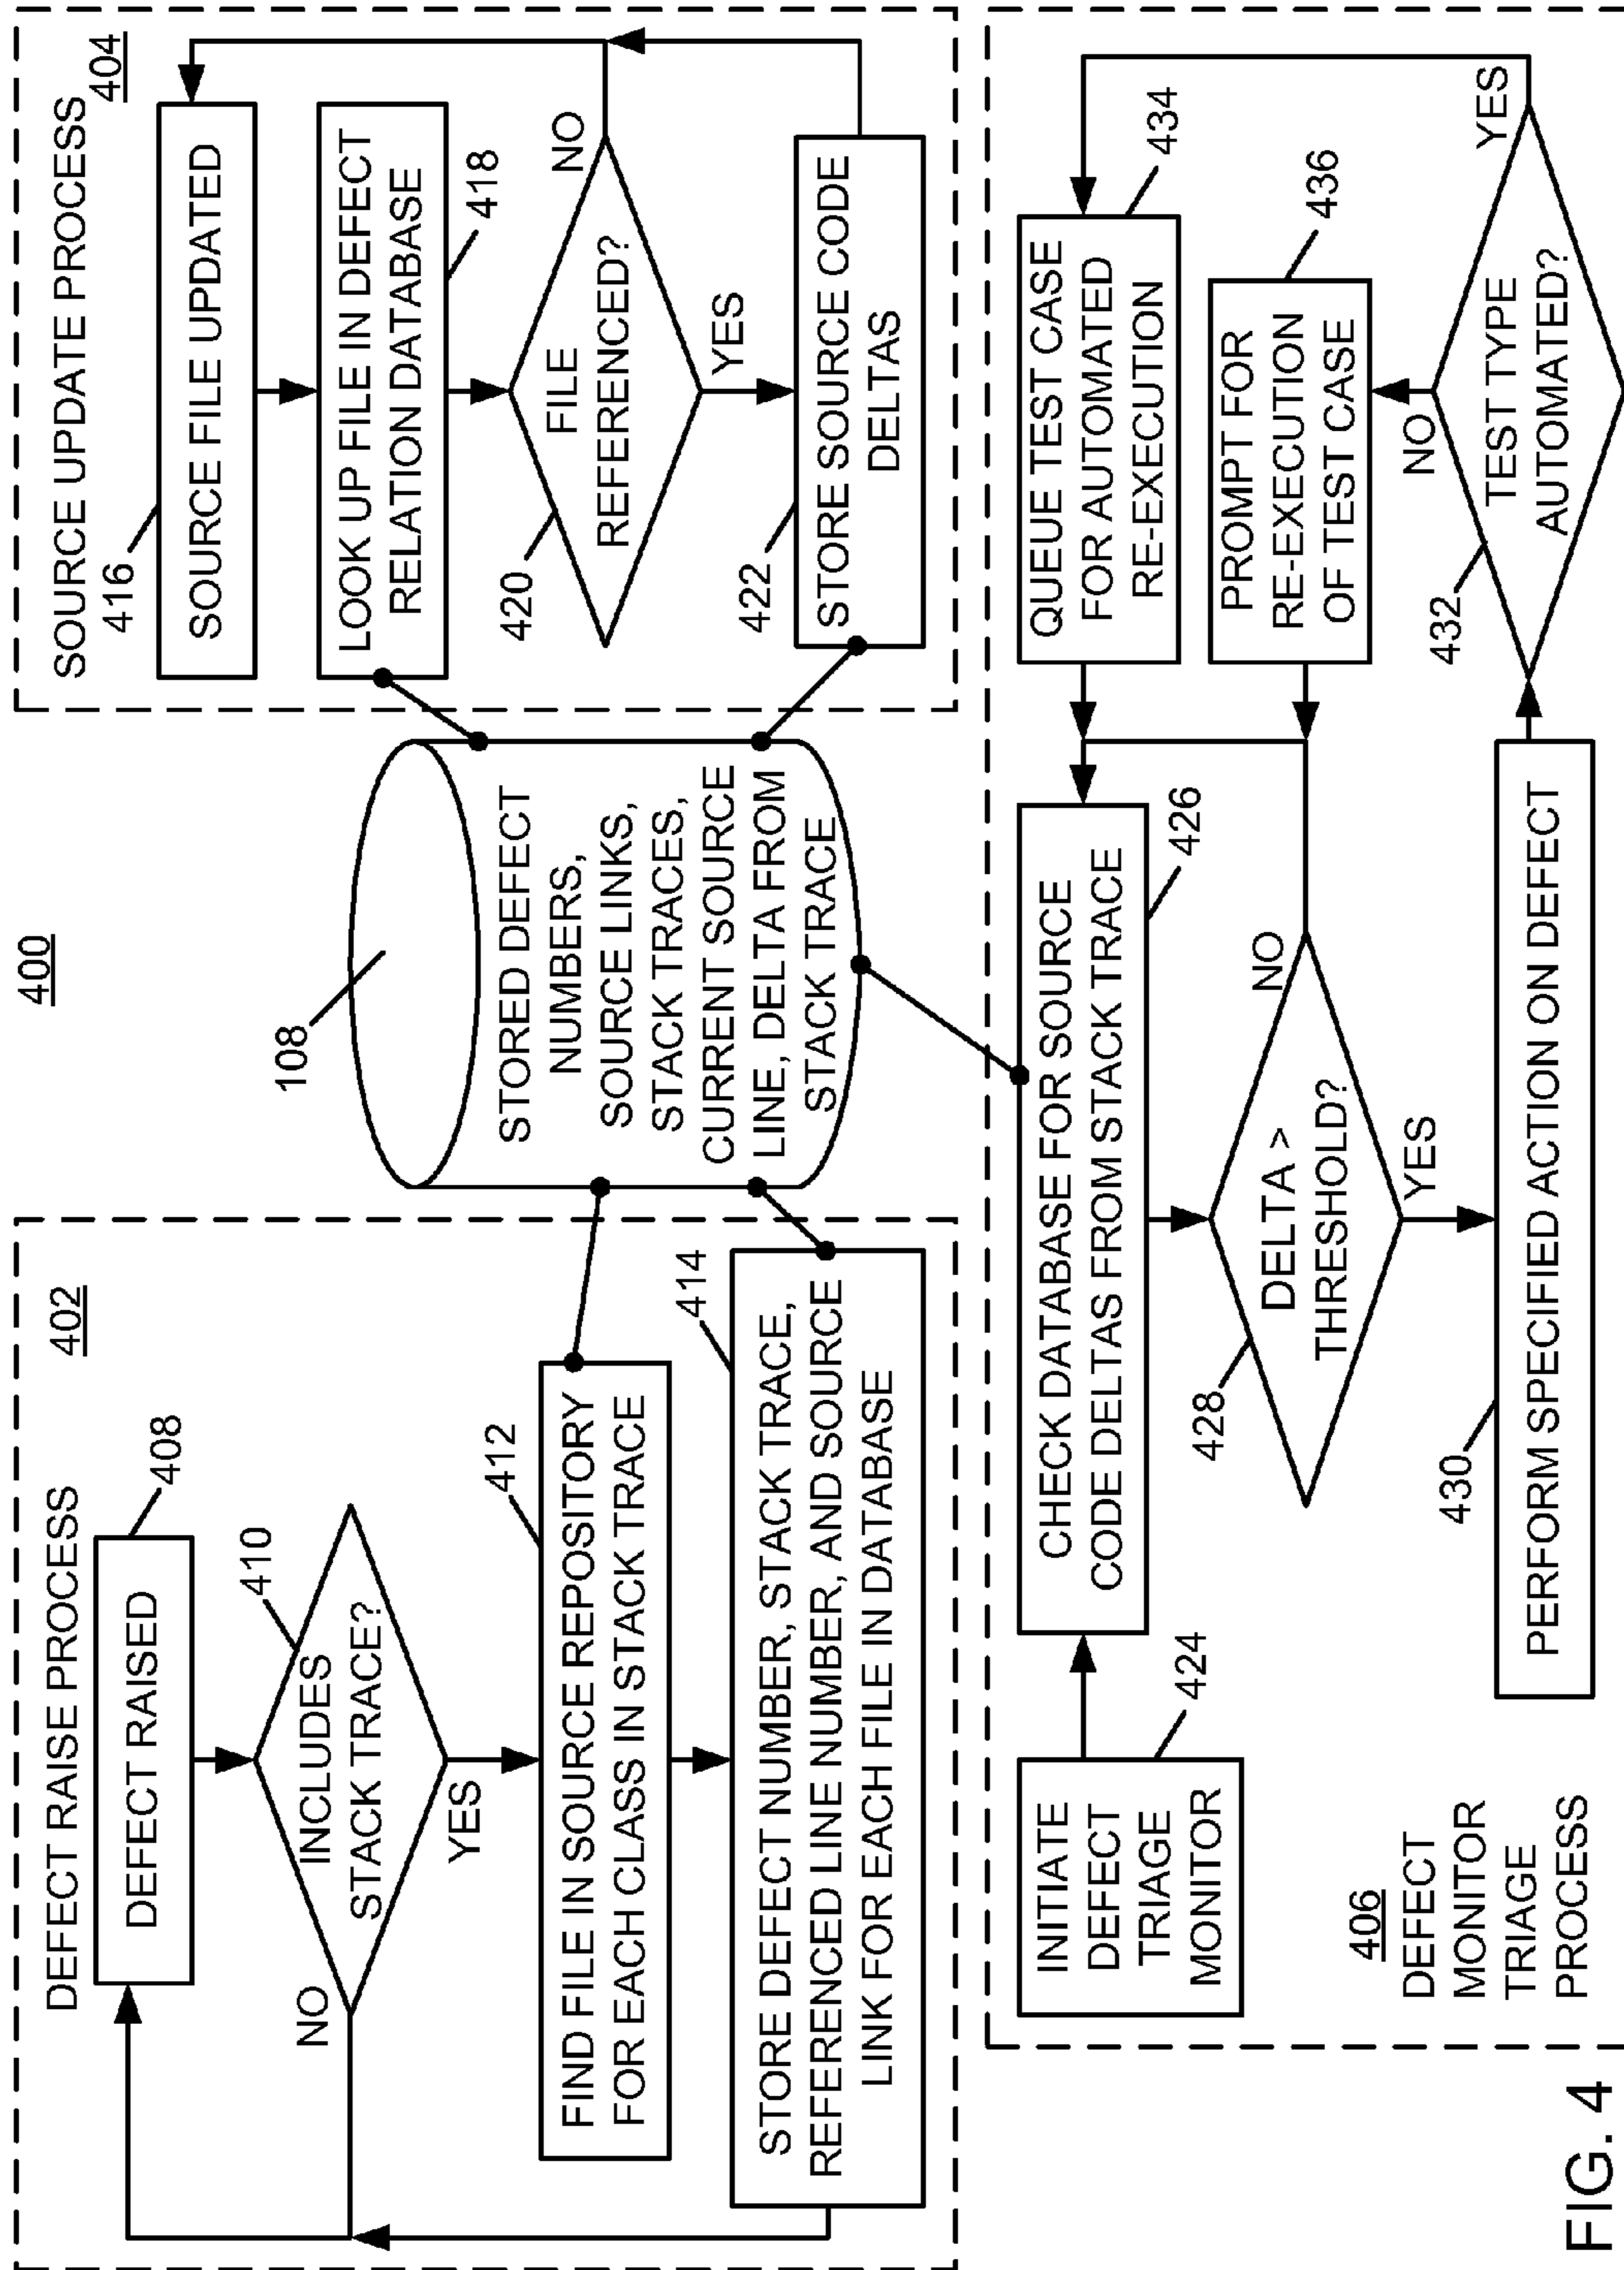 400
DEFECT RAISE PROCESS
402
DEFECT RAISED
408
INCLUDES
STACK TRACE?
410
NO
YES
412
FIND FILE IN SOURCE REPOSITORY
FOR EACH CLASS IN STACK TRACE
414
STORE DEFECT NUMBER, STACK TRACE,
REFERENCED LINE NUMBER, AND SOURCE
LINK FOR EACH FILE IN DATABASE
108
STORED DEFECT
NUMBERS,
SOURCE LINKS,
STACK TRACES,
CURRENT SOURCE
LINE, DELTA FROM
STACK TRACE
SOURCE UPDATE PROCESS
404
416
SOURCE FILE UPDATED
LOOK UP FILE IN DEFECT
RELATION DATABASE
418
420
FILE
REFERENCED?
NO
YES
422
STORE SOURCE CODE
DELTAS
INITIATE
DEFECT
TRIAGE
MONITOR
424
406
DEFECT
MONITOR
TRIAGE
PROCESS
CHECK DATABASE FOR SOURCE
CODE DELTAS FROM STACK TRACE
426
428
DELTA >
THRESHOLD?
NO
YES
430
PERFORM SPECIFIED ACTION ON DEFECT
QUEUE TEST CASE
FOR AUTOMATED
RE-EXECUTION
434
PROMPT FOR
RE-EXECUTION
OF TEST CASE
436
432
NO
TEST TYPE
AUTOMATED?
YES
FIG. 4